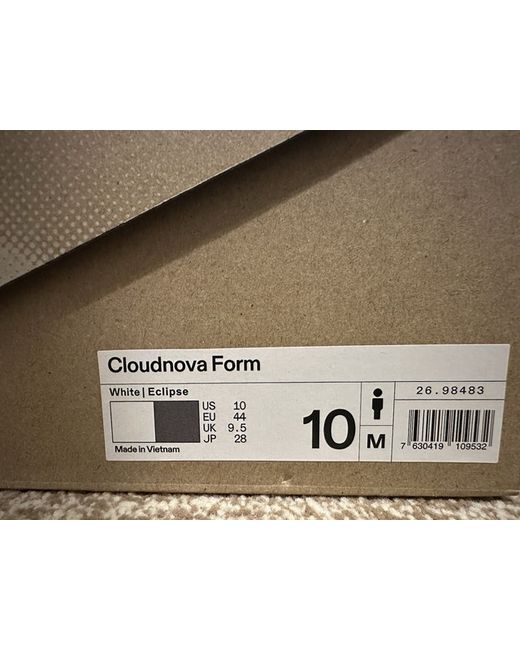 Cloudnova Form
White | Eclipse
US 10
EU 44
UK 9.5
JP 28
Made in Vietnam
10
M
26.98483
7 630419 109532